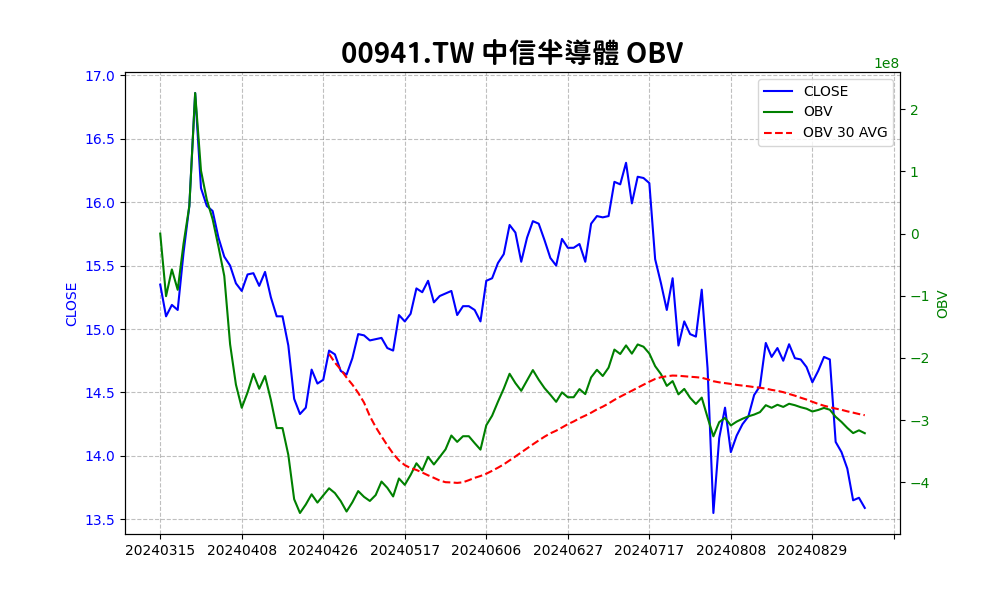 00941.TW 中信半導體 OBV
1e8
CLOSE
OBV
OBV 30 AVG
17.0
16.5
16.0
15.5
15.0
14.5
14.0
13.5
CLOSE
2
1
0
−1
−2
−3
−4
OBV
20240315 20240408 20240426 20240517 20240606 20240627 20240717 20240808 20240829